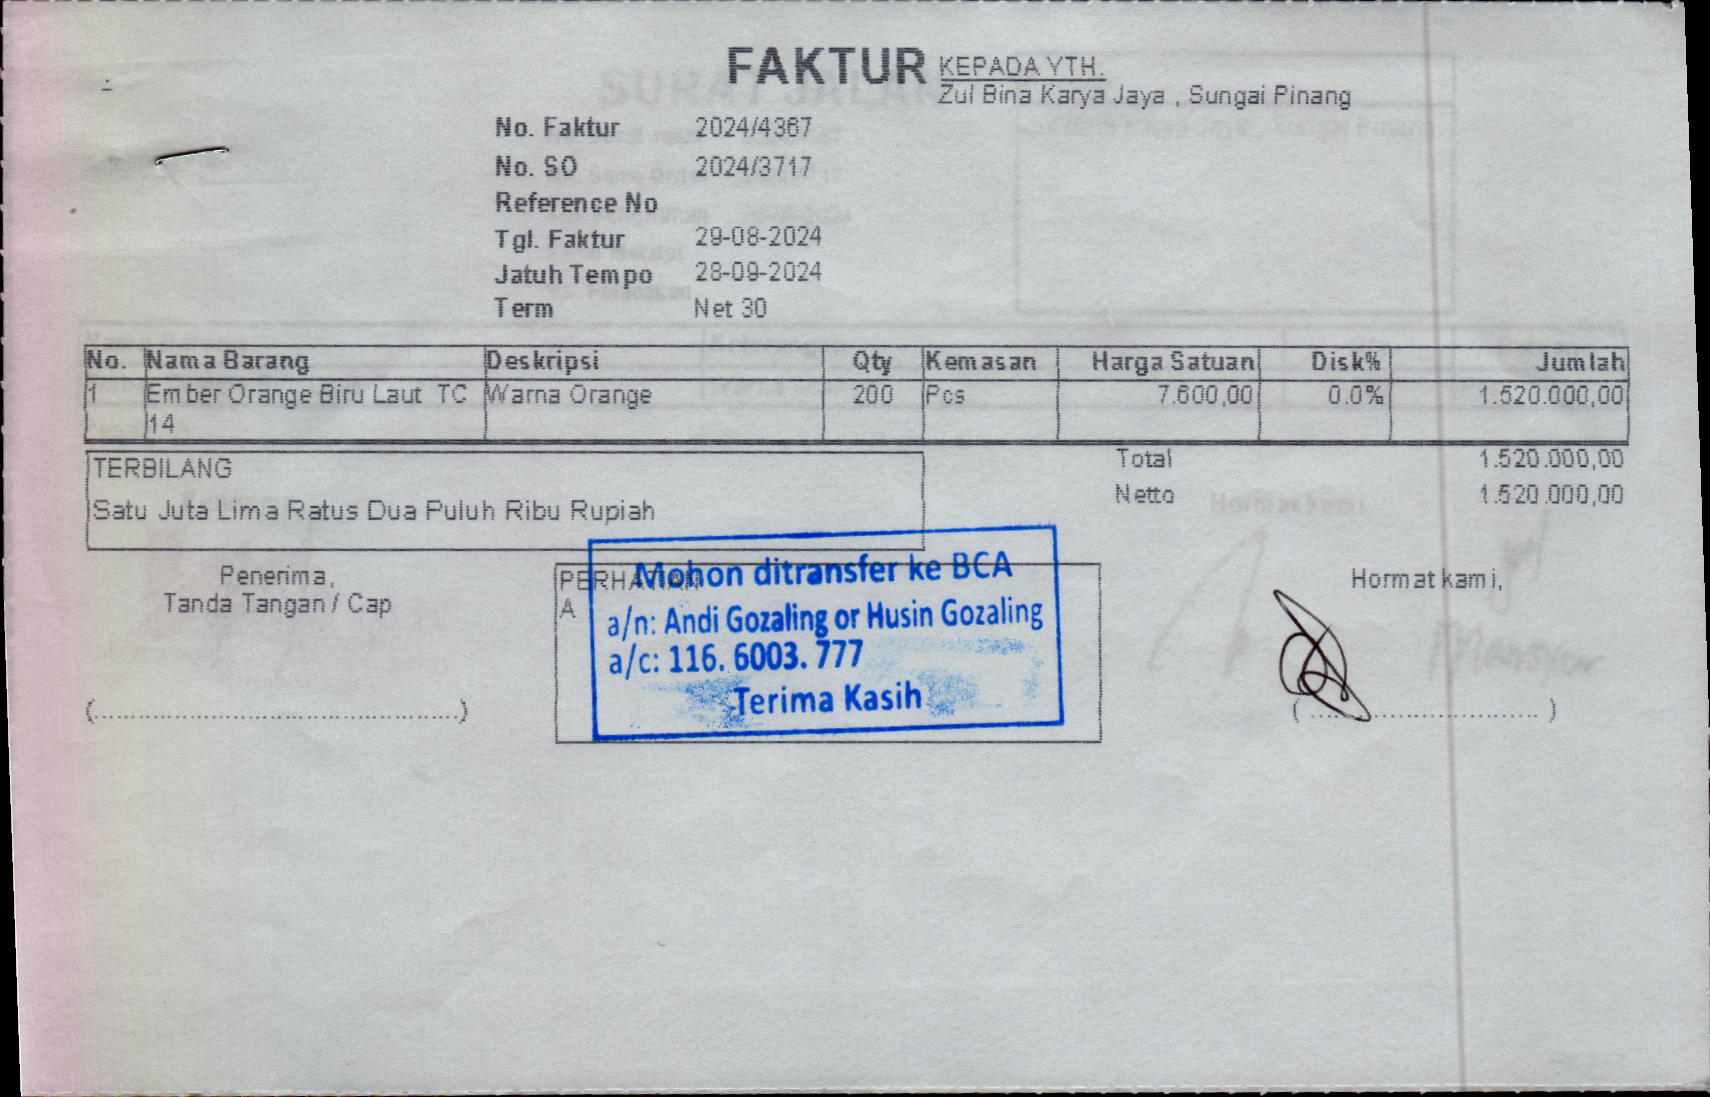 FAKTUR
KEPADA YTH.
Zul Bina Karya Jaya , Sungai Pinang
No. Faktur 2024/4367
No. SO 2024/3717
Reference No
Tgl. Faktur 29-08-2024
Jatuh Tempo 28-09-2024
Term Net 30
No. Nama Barang Deskripsi Qty Kemasan Harga Satuan Disk% Jumlah
1 Ember Orange Biru Laut TC Warna Orange 200 Pcs 7.600,00 0.0% 1.520.000,00
14
TERBILANG
Satu Juta Lima Ratus Dua Puluh Ribu Rupiah
Total 1.520.000,00
Netto 1.520.000,00
Penerima,
Tanda Tangan / Cap
(.......................................................)
PERHATIAN
A
Mohon ditransfer ke BCA
a/n: Andi Gozaling or Husin Gozaling
a/c: 116. 6003. 777
Terima Kasih
Hormat kami,
( .................................. )